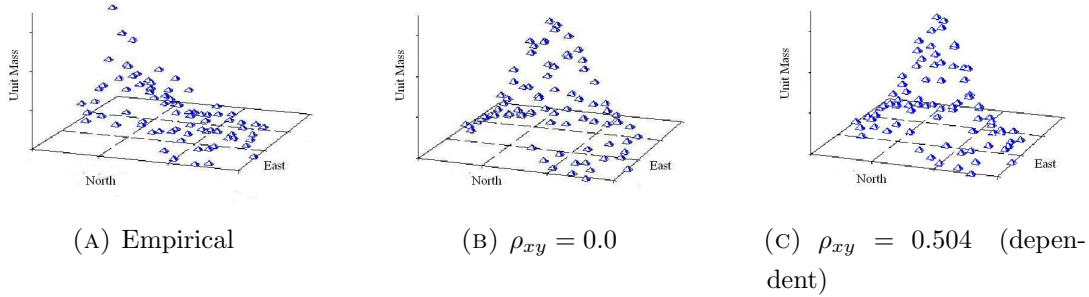 Unit Mass
North
East
Unit Mass
North
East
Unit Mass
North
East
(A) Empirical
(B) ρxy = 0.0
(C) ρxy = 0.504 (depen-
dent)